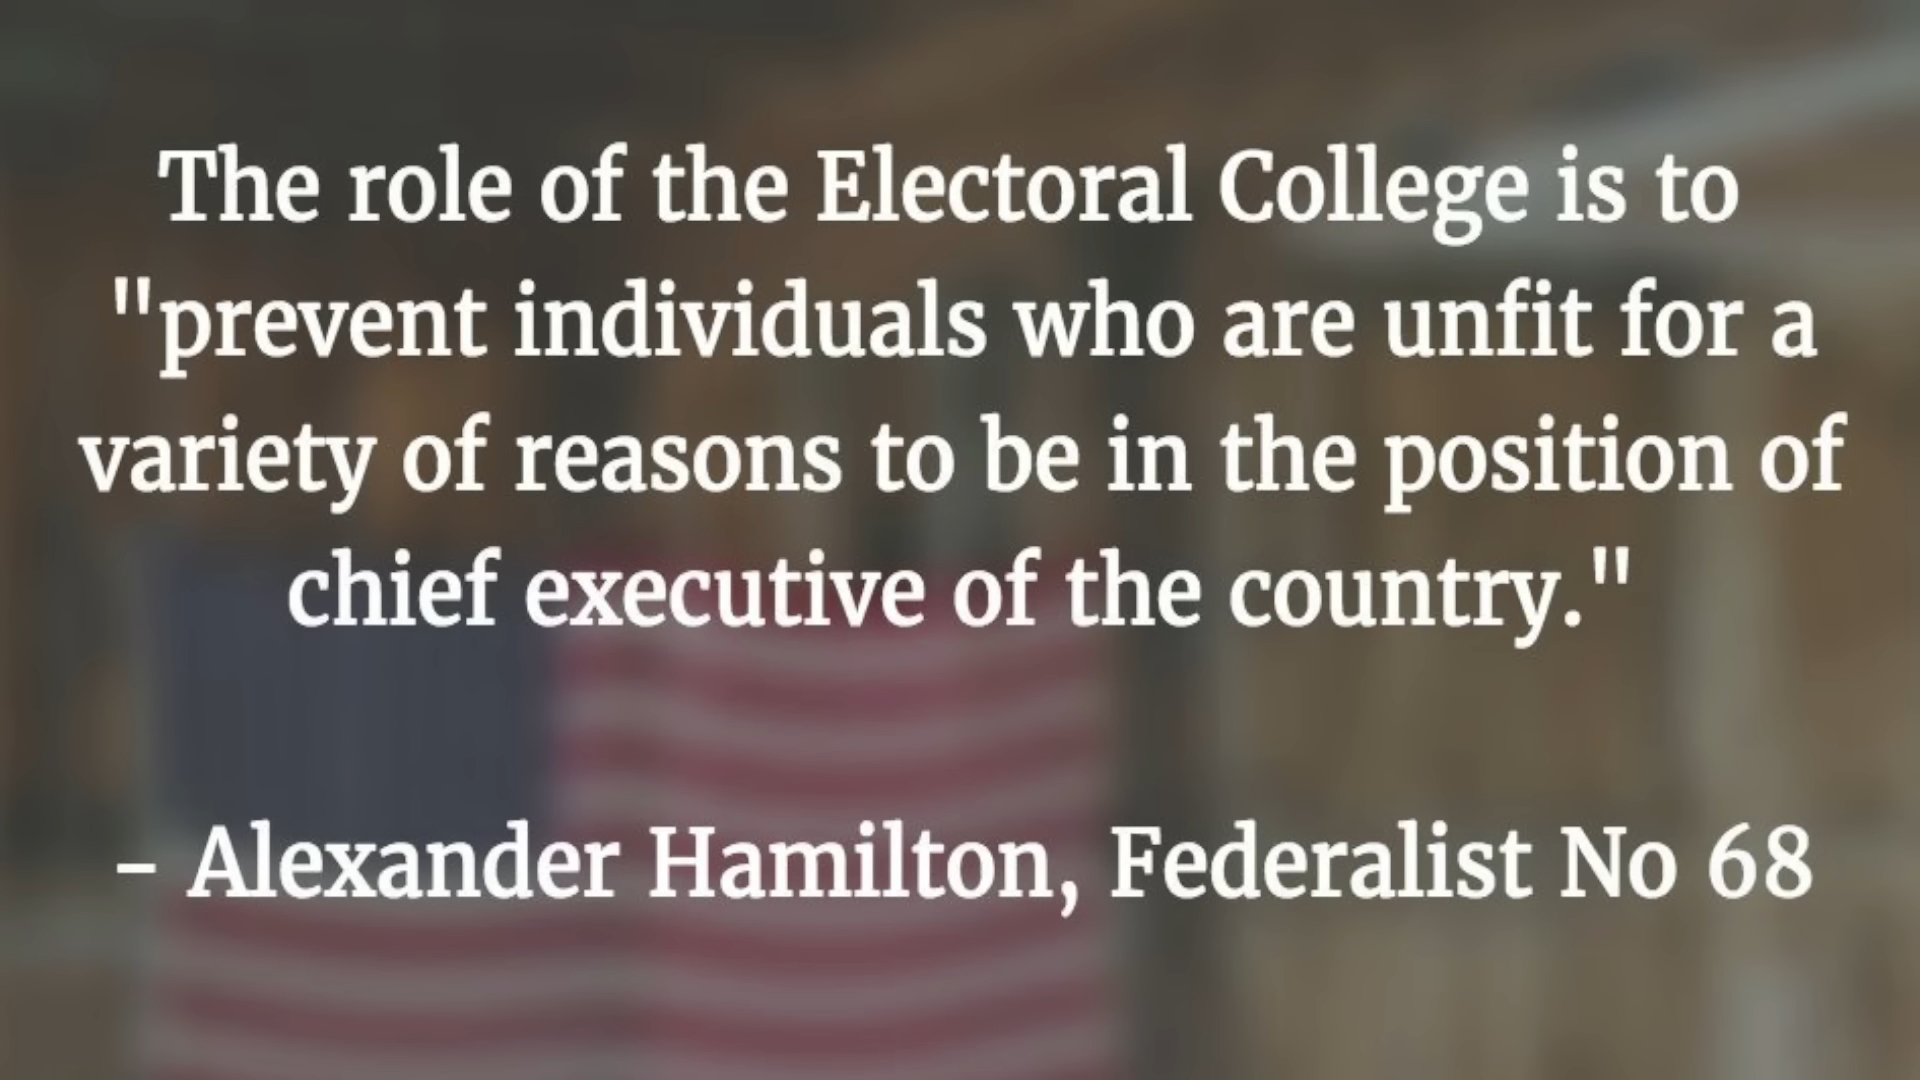 The role of the Electoral College is to
"prevent individuals who are unfit for a
variety of reasons to be in the position of
chief executive of the country."
- Alexander Hamilton, Federalist No 68